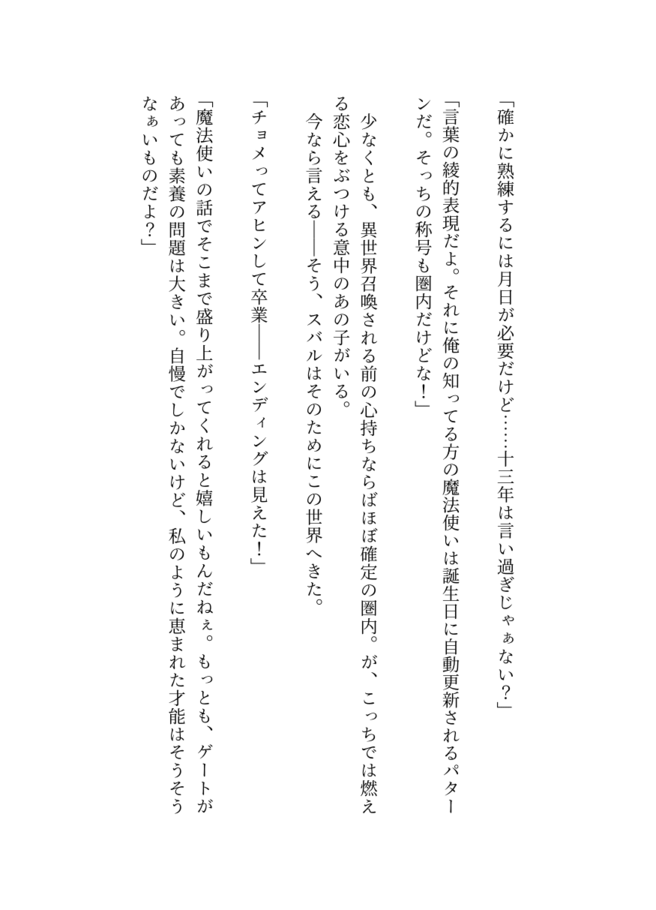 「確かに熟練するには月日が必要だけど……十三年は言い過ぎじゃぁない？」
「言葉の綾的表現だよ。それに俺の知ってる方の魔法使いは誕生日に自動更新されるパター
ンだ。そっちの称号も圏内だけどな！」
　少なくとも、異世界召喚される前の心持ちならばほぼ確定の圏内。が、こっちでは燃え
る恋心をぶつける意中のあの子がいる。
　今なら言える――そう、スバルはそのためにこの世界へきた。
「チョメってアヒンして卒業――エンディングは見えた！」
「魔法使いの話でそこまで盛り上がってくれると嬉しいもんだねぇ。もっとも、ゲートが
あっても素養の問題は大きい。自慢でしかないけど、私のように恵まれた才能はそうそう
なぁいものだよ？」